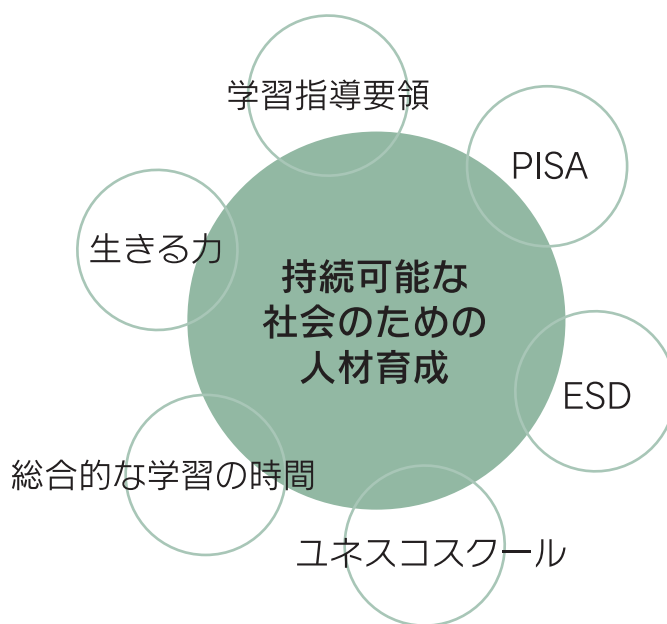 学習指導要領
PISA
生きる力
持続可能な
社会のための
人材育成
ESD
総合的な学習の時間
ユネスコスクール